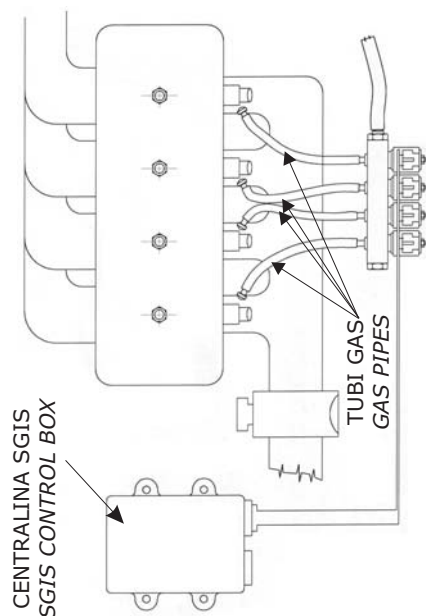 TUBI GAS
GAS PIPES
CENTRALINA SGIS
SGIS CONTROL BOX